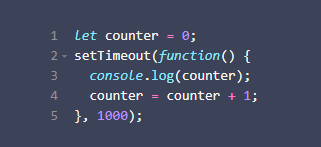 1 let counter = 0;
2 setTimeout(function() {
3   console.log(counter);
4   counter = counter + 1;
5 }, 1000);